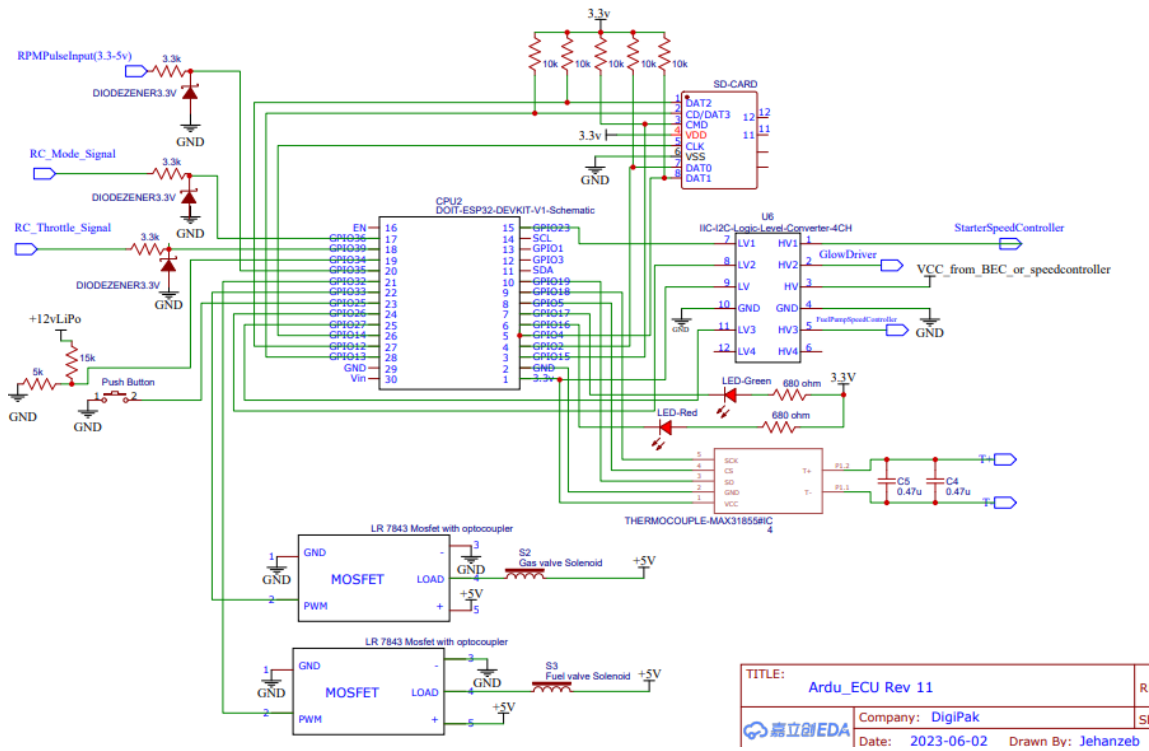 3.3v
RPMPulseInput(3.3-5v)
3.3k
DIODEZENER3.3V
GND
10k
10k
10k
10k
10k
SD-CARD
1
DAT2
2
CD/DAT3
3
CMD
4
VDD
5
CLK
6
VSS
7
DAT0
8
DAT1
12
12
11
11
3.3v
GND
RC_Mode_Signal
3.3k
DIODEZENER3.3V
GND
RC_Throttle_Signal
3.3k
DIODEZENER3.3V
GND
CPU2
DOIT-ESP32-DEVKIT-V1-Schematic
EN
16
GPIO36
17
GPIO39
18
GPIO34
19
GPIO35
20
GPIO32
21
GPIO33
22
GPIO25
23
GPIO26
24
GPIO27
25
GPIO14
26
GPIO12
27
GPIO13
28
GND
29
Vin
30
15
GPIO23
14
SCL
13
GPIO1
12
GPIO3
11
SDA
10
GPIO19
9
GPIO18
8
GPIO5
7
GPIO17
6
GPIO16
5
GPIO4
4
GPIO2
3
GPIO15
2
GND
1
3.3v
U6
IIC-I2C-Logic-Level-Converter-4CH
7
LV1
HV1
1
8
LV2
HV2
2
9
LV
HV
3
10
GND
GND
4
11
LV3
HV3
5
12
LV4
HV4
6
GND
StarterSpeedController
GlowDriver
VCC_from_BEC_or_speedcontroller
GND
FuelPumpSpeedController
+12vLiPo
15k
5k
GND
Push Button
1
2
GND
LED-Green
680 ohm
3.3V
LED-Red
680 ohm
5
SCK
4
CS
3
SO
2
GND
1
VCC
T+
P1.2
T-
P1.1
THERMOCOUPLE-MAX31855#IC
4
C5
0.47u
C4
0.47u
T+
T-
LR 7843 Mosfet with optocoupler
1
GND
GND
MOSFET
2
PWM
-
3
GND
LOAD
4
+5V
+
5
S2
Gas valve Solenoid
+5V
LR 7843 Mosfet with optocoupler
1
GND
GND
MOSFET
2
PWM
-
3
GND
LOAD
4
+5V
+
5
S3
Fuel valve Solenoid
+5V
TITLE:
Ardu_ECU Rev 11
R
嘉立创EDA
Company: DigiPak
Date: 2023-06-02 Drawn By: Jehanzeb